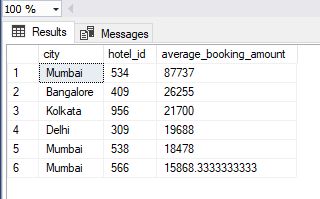 100 %
Results Messages
city hotel_id average_booking_amount
1 Mumbai 534 87737
2 Bangalore 409 26255
3 Kolkata 956 21700
4 Delhi 309 19688
5 Mumbai 538 18478
6 Mumbai 566 15868.3333333333